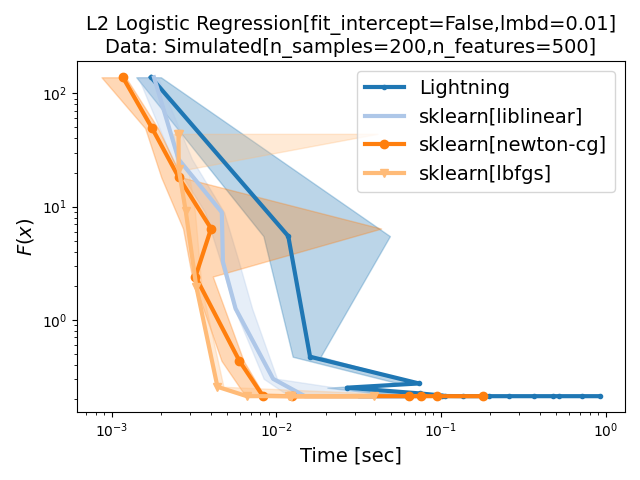 L2 Logistic Regression[fit_intercept=False,lmbd=0.01]
Data: Simulated[n_samples=200,n_features=500]
Lightning
sklearn[liblinear]
sklearn[newton-cg]
sklearn[lbfgs]
F(x)
10²
10¹
10⁰
10⁻³
10⁻²
10⁻¹
10⁰
Time [sec]